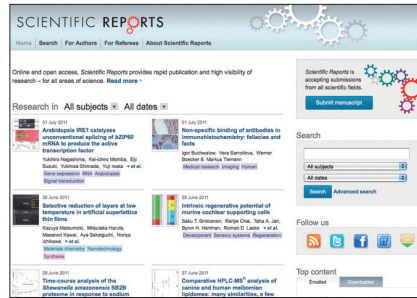 SCIENTIFIC REPORTS
Home Search For Authors For Referees About Scientific Reports
Online and open access, Scientific Reports provides rapid publication and high visibility of
research – for all areas of science. Read more
Research in All subjects All dates
01 July 2011
Arabidopsis IRE1 catalyses
unconventional splicing of bZIP60
mRNA to produce the active
transcription factor
Yukihiro Nagashima, Kei-ichiro Mishiba, Eiji
Suzuki, Yukihisa Shimada, Yuji Iwata + et al.
Gene expression RNA Arabidopsis
Signal transduction
01 July 2011
Non-specific binding of antibodies in
immunohistochemistry: fallacies and
facts
Igor Buchwalow, Vera Samoilova, Werner
Boecker & Markus Tiemann
Medical research Imaging Human
28 June 2011
Selective reduction of layers at low
temperature in artificial superlattice
thin films
Kazuya Matsumoto, Mitsutaka Haruta,
Masanori Kawai, Aya Sakaiguchi, Noriya
Ichikawa + et al.
Materials chemistry Nanotechnology
Synthesis
28 June 2011
Intrinsic regenerative potential of
murine cochlear supporting cells
Saku T. Sinkkonen, Renjie Chai, Taha A. Jan,
Byron H. Hartman, Roman D. Laske + et al.
Development Sensory systems Regeneration
27 June 2011
Time-course analysis of the
Shewanella amazonensis SB2B
proteome in response to sodium
27 June 2011
Comparative HPLC-MS analysis of
canine and human meibomian
lipidomes: many similarities, a few
Scientific Reports is
accepting submissions
from all scientific fields.
Submit manuscript
Search
All subjects
All dates
Search Advanced search
Follow us
Top content
Emailed Downloaded